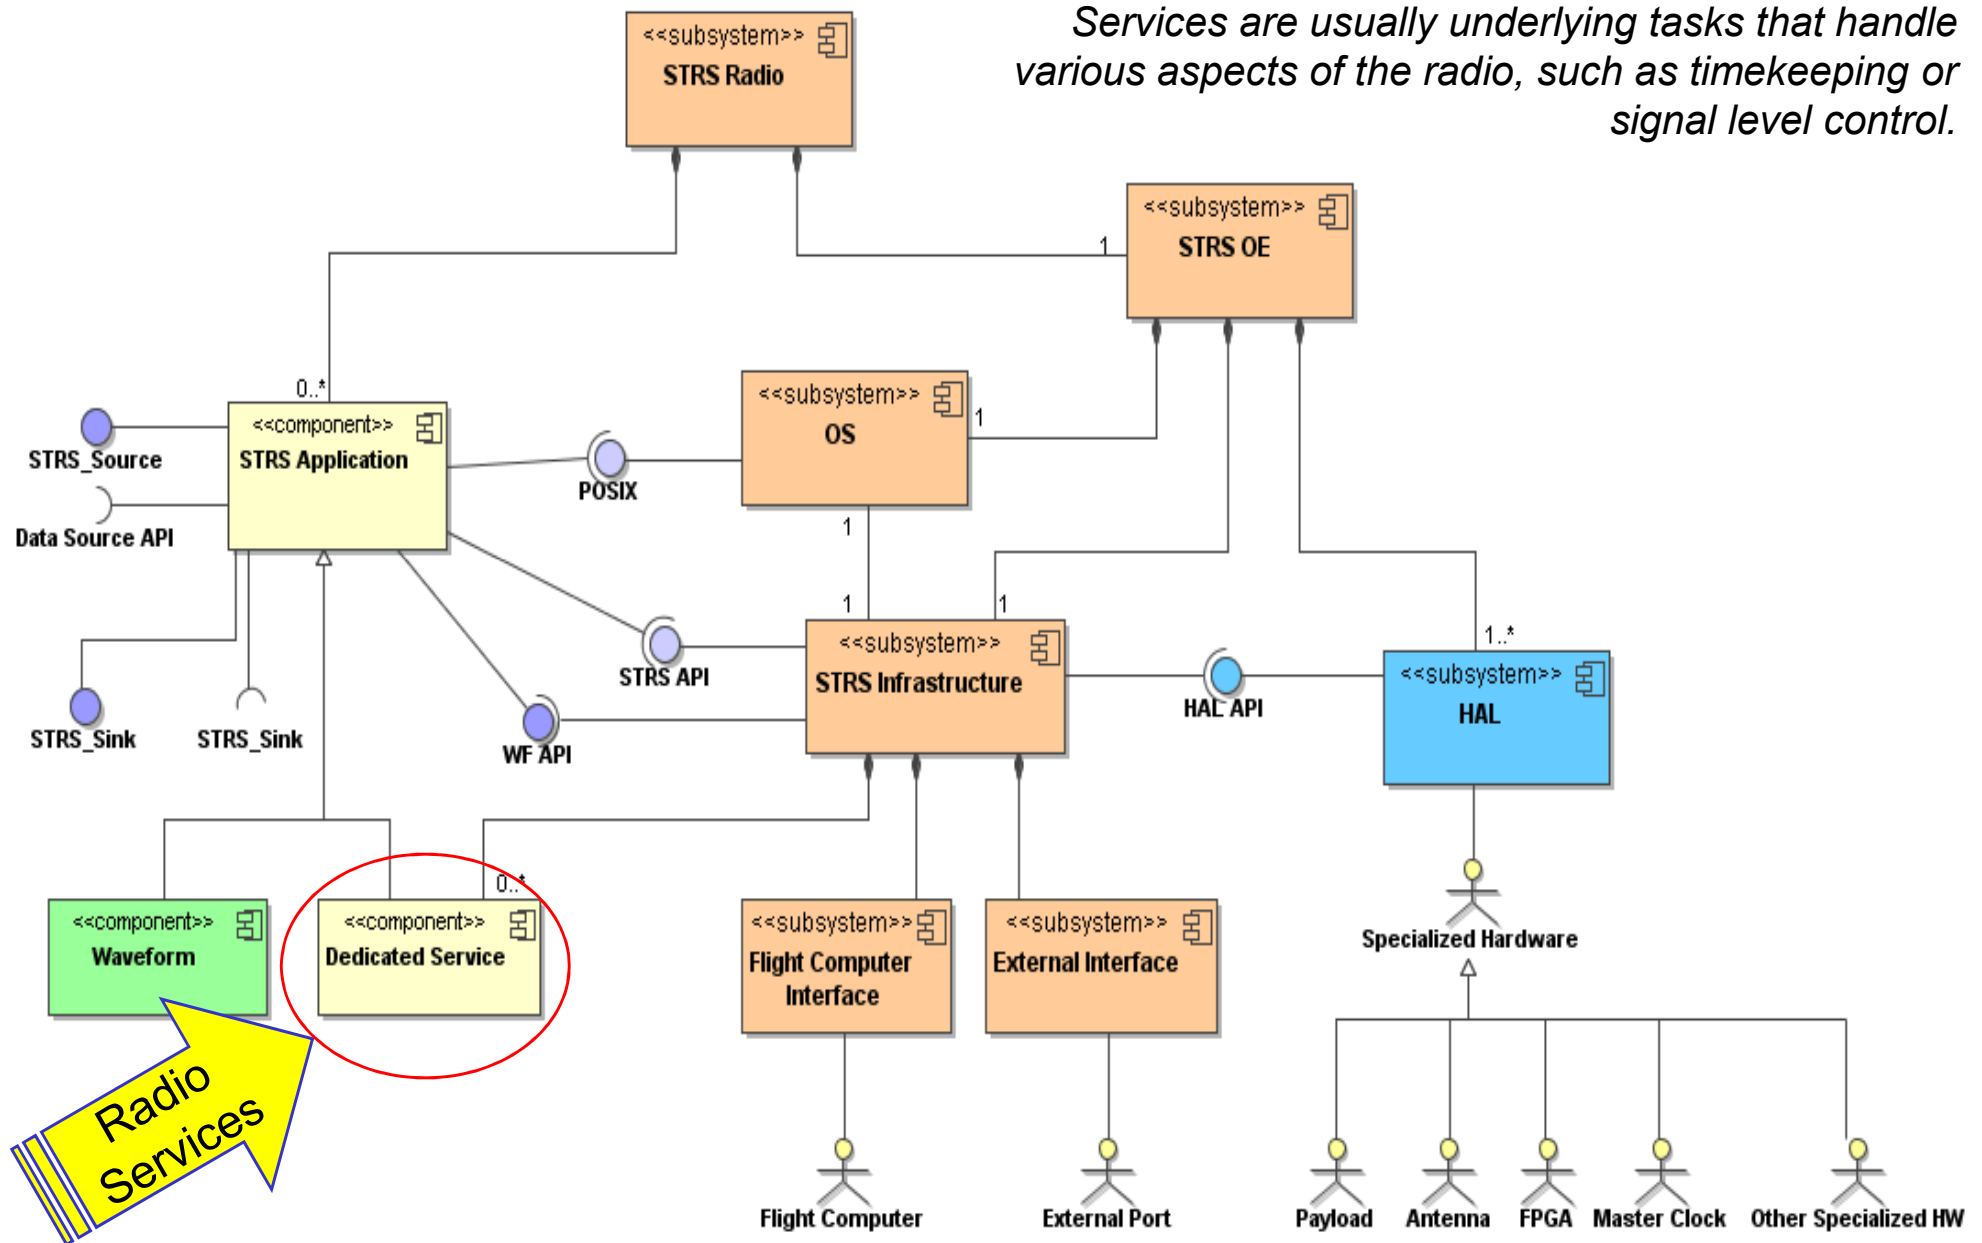 Services are usually underlying tasks that handle
various aspects of the radio, such as timekeeping or
signal level control.
<<subsystem>>
STRS Radio
<<subsystem>>
STRS OE
1
0..*
<<component>>
STRS Application
STRS_Source
Data Source API
STRS_Sink
STRS_Sink
POSIX
<<subsystem>>
OS
1
1
1
1
STRS API
WF API
<<subsystem>>
STRS Infrastructure
HAL API
1..*
<<subsystem>>
HAL
<<component>>
Waveform
0..*
<<component>>
Dedicated Service
<<subsystem>>
Flight Computer
Interface
<<subsystem>>
External Interface
Specialized Hardware
Radio
Services
Flight Computer
External Port
Payload
Antenna
FPGA
Master Clock
Other Specialized HW